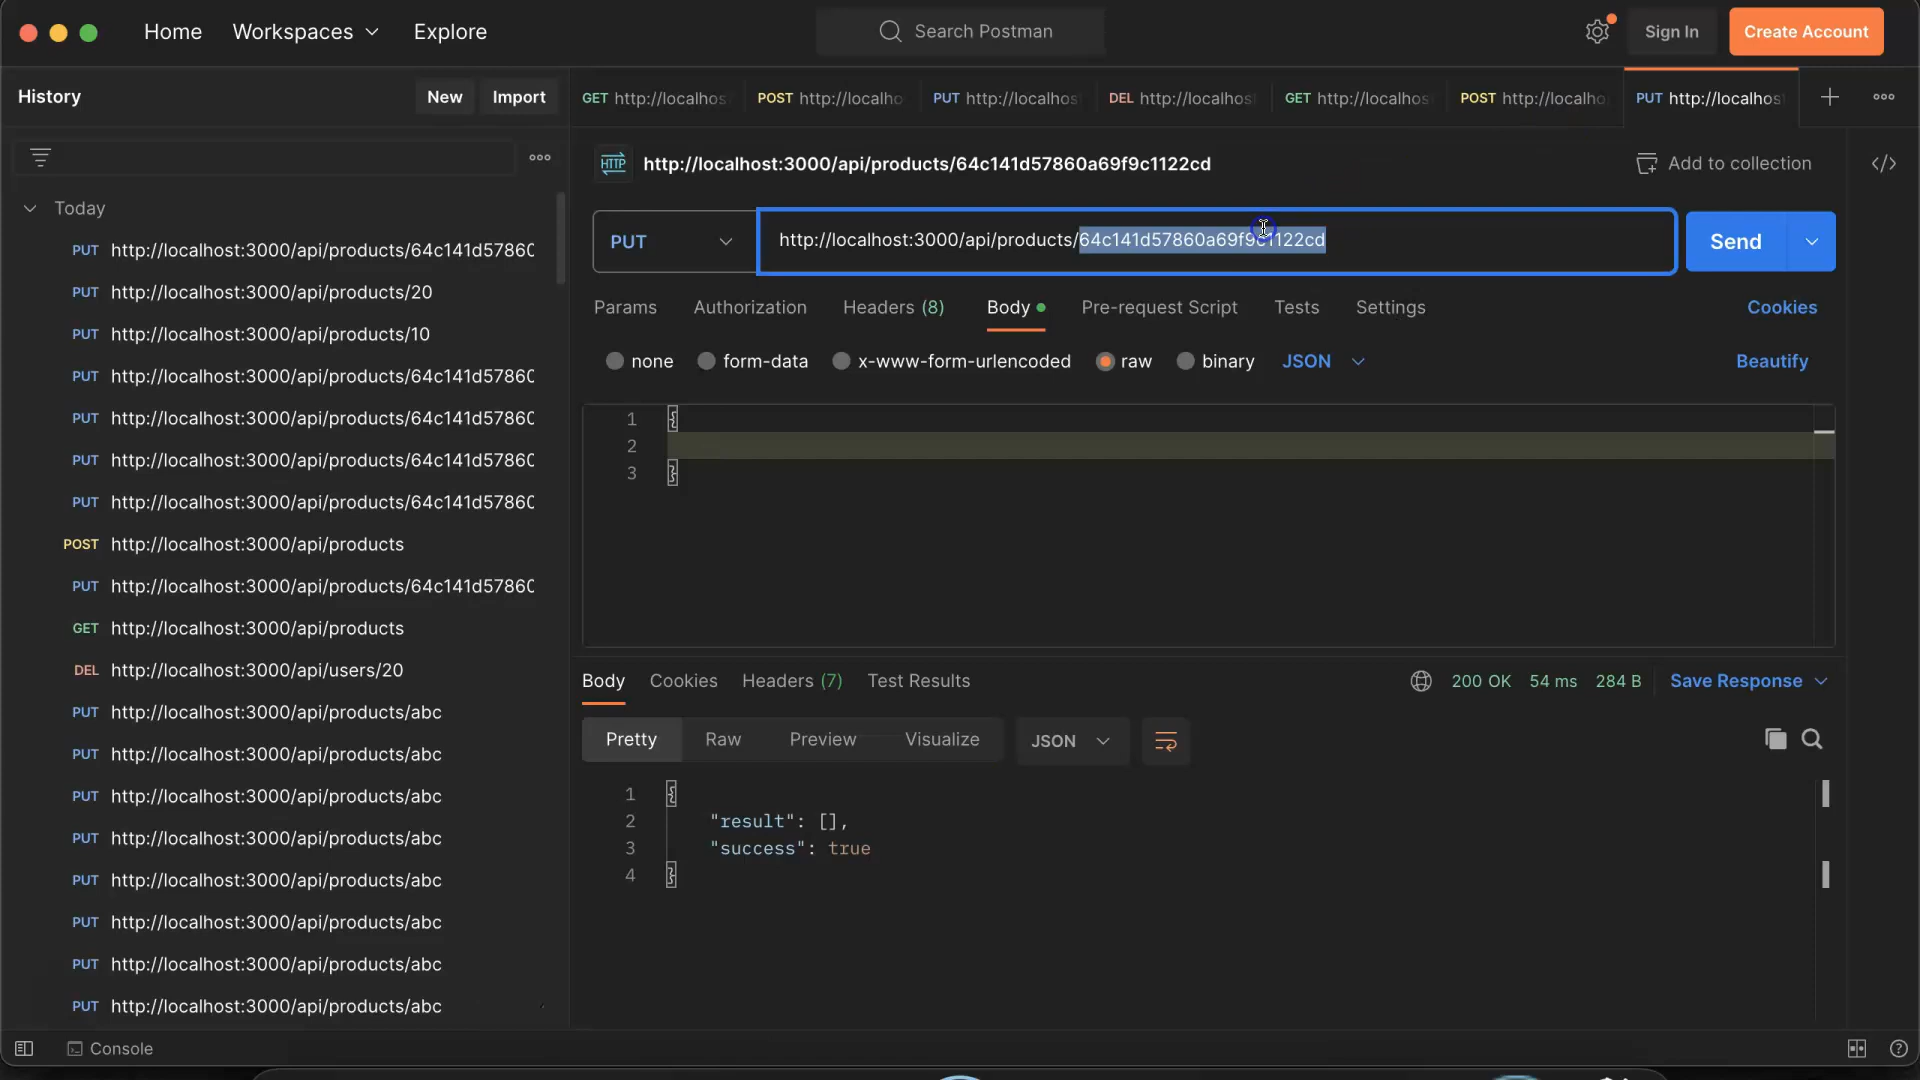 Home Workspaces Explore Search Postman Sign In Create Account
History New Import
GET http://localhos POST http://localho PUT http://localhos DEL http://localhos GET http://localhos POST http://localho PUT http://localhos
HTTP http://localhost:3000/api/products/64c141d57860a69f9c1122cd Add to collection
Today
PUT http://localhost:3000/api/products/64c141d57860a69f9c1122cd Send
PUT http://localhost:3000/api/products/64c141d5786
PUT http://localhost:3000/api/products/20
PUT http://localhost:3000/api/products/10
PUT http://localhost:3000/api/products/64c141d5786
PUT http://localhost:3000/api/products/64c141d5786
PUT http://localhost:3000/api/products/64c141d5786
PUT http://localhost:3000/api/products/64c141d5786
POST http://localhost:3000/api/products
PUT http://localhost:3000/api/products/64c141d5786
GET http://localhost:3000/api/products
DEL http://localhost:3000/api/users/20
PUT http://localhost:3000/api/products/abc
PUT http://localhost:3000/api/products/abc
PUT http://localhost:3000/api/products/abc
PUT http://localhost:3000/api/products/abc
PUT http://localhost:3000/api/products/abc
PUT http://localhost:3000/api/products/abc
PUT http://localhost:3000/api/products/abc
PUT http://localhost:3000/api/products/abc
Params Authorization Headers (8) Body Pre-request Script Tests Settings Cookies
none form-data x-www-form-urlencoded raw binary JSON Beautify
1 {
2
3 }
Body Cookies Headers (7) Test Results 200 OK 54 ms 284 B Save Response
Pretty Raw Preview Visualize JSON
1 {
2 "result": [],
3 "success": true
4 }
Console